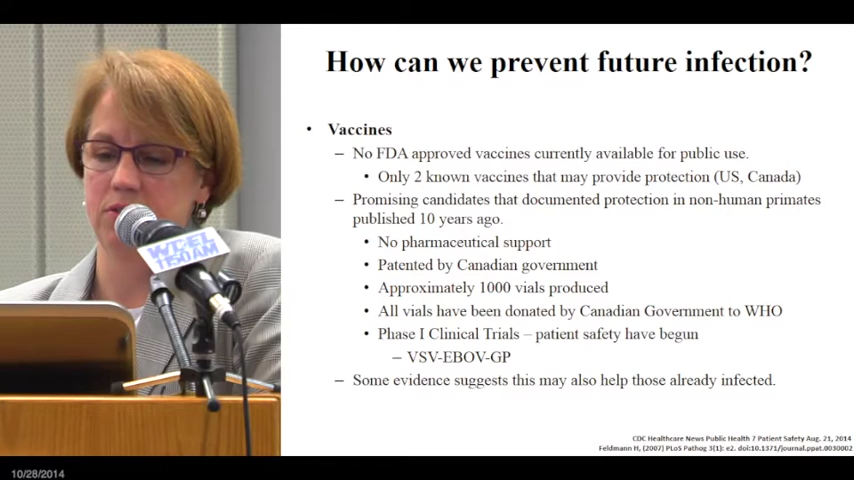 How can we prevent future infection?
• Vaccines
– No FDA approved vaccines currently available for public use.
• Only 2 known vaccines that may provide protection (US, Canada)
– Promising candidates that documented protection in non-human primates
published 10 years ago.
• No pharmaceutical support
• Patented by Canadian government
• Approximately 1000 vials produced
• All vials have been donated by Canadian Government to WHO
• Phase I Clinical Trials – patient safety have begun
– VSV-EBOV-GP
– Some evidence suggests this may also help those already infected.
CDC Healthcare News Public Health 7 Patient Safety Aug. 21, 2014
Feldmann H, (2007) PLoS Pathog 3(1): e2. doi:10.1371/journal.ppat.0030002
WDEL
1150AM
10/28/2014